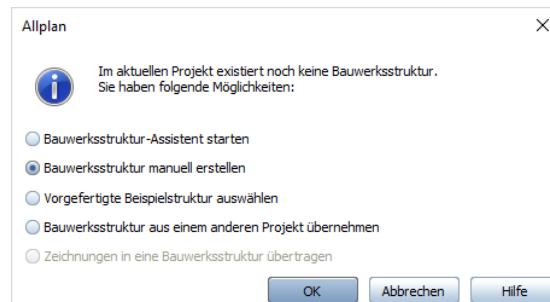 Allplan
Im aktuellen Projekt existiert noch keine Bauwerksstruktur.
Sie haben folgende Möglichkeiten:
Bauwerksstruktur-Assistent starten
Bauwerksstruktur manuell erstellen
Vorgefertigte Beispielstruktur auswählen
Bauwerksstruktur aus einem anderen Projekt übernehmen
Zeichnungen in eine Bauwerksstruktur übertragen
OK Abbrechen Hilfe